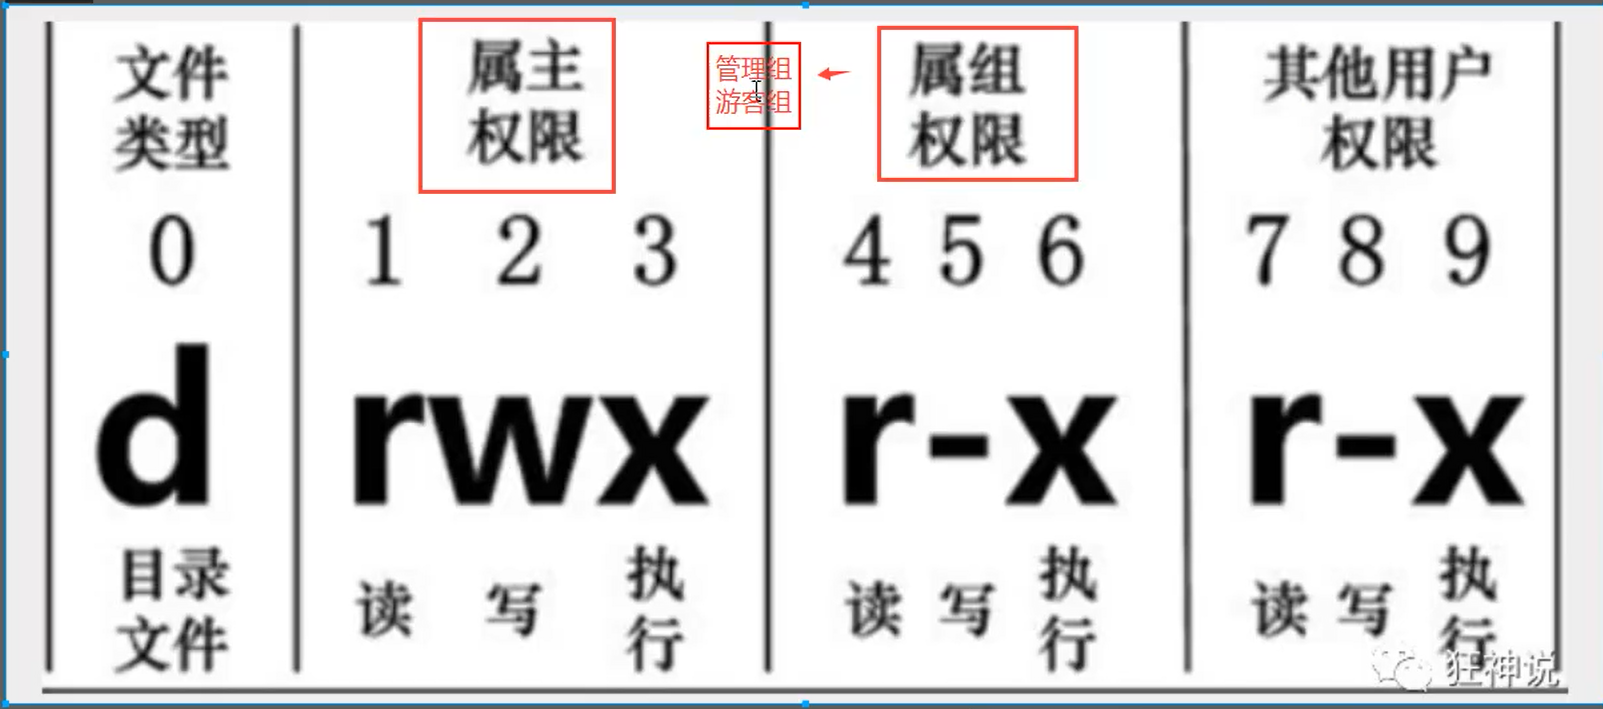 文件
类型
属主
权限
管理组
游客组
属组
权限
其他用户
权限
0
1 2 3
4 5 6
7 8 9
d
rwx
r-x
r-x
目录
文件
读 写 执行
读 写 执行
读 写 执行
狂神说